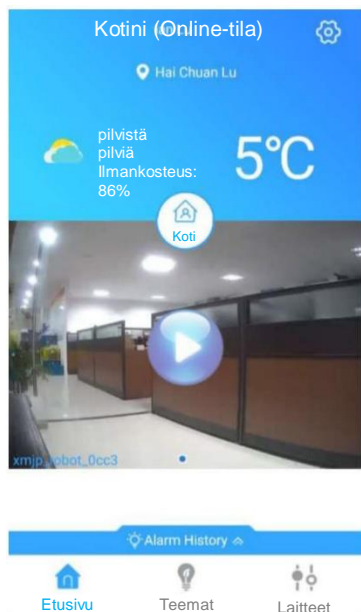 Kotini (Online-tila)
Hai Chuan Lu
pilvistä
pilviä
Ilmankosteus:
86%
5°C
Koti
xmjp_robot_0cc3
Alarm History
Etusivu
Teemat
Laitteet